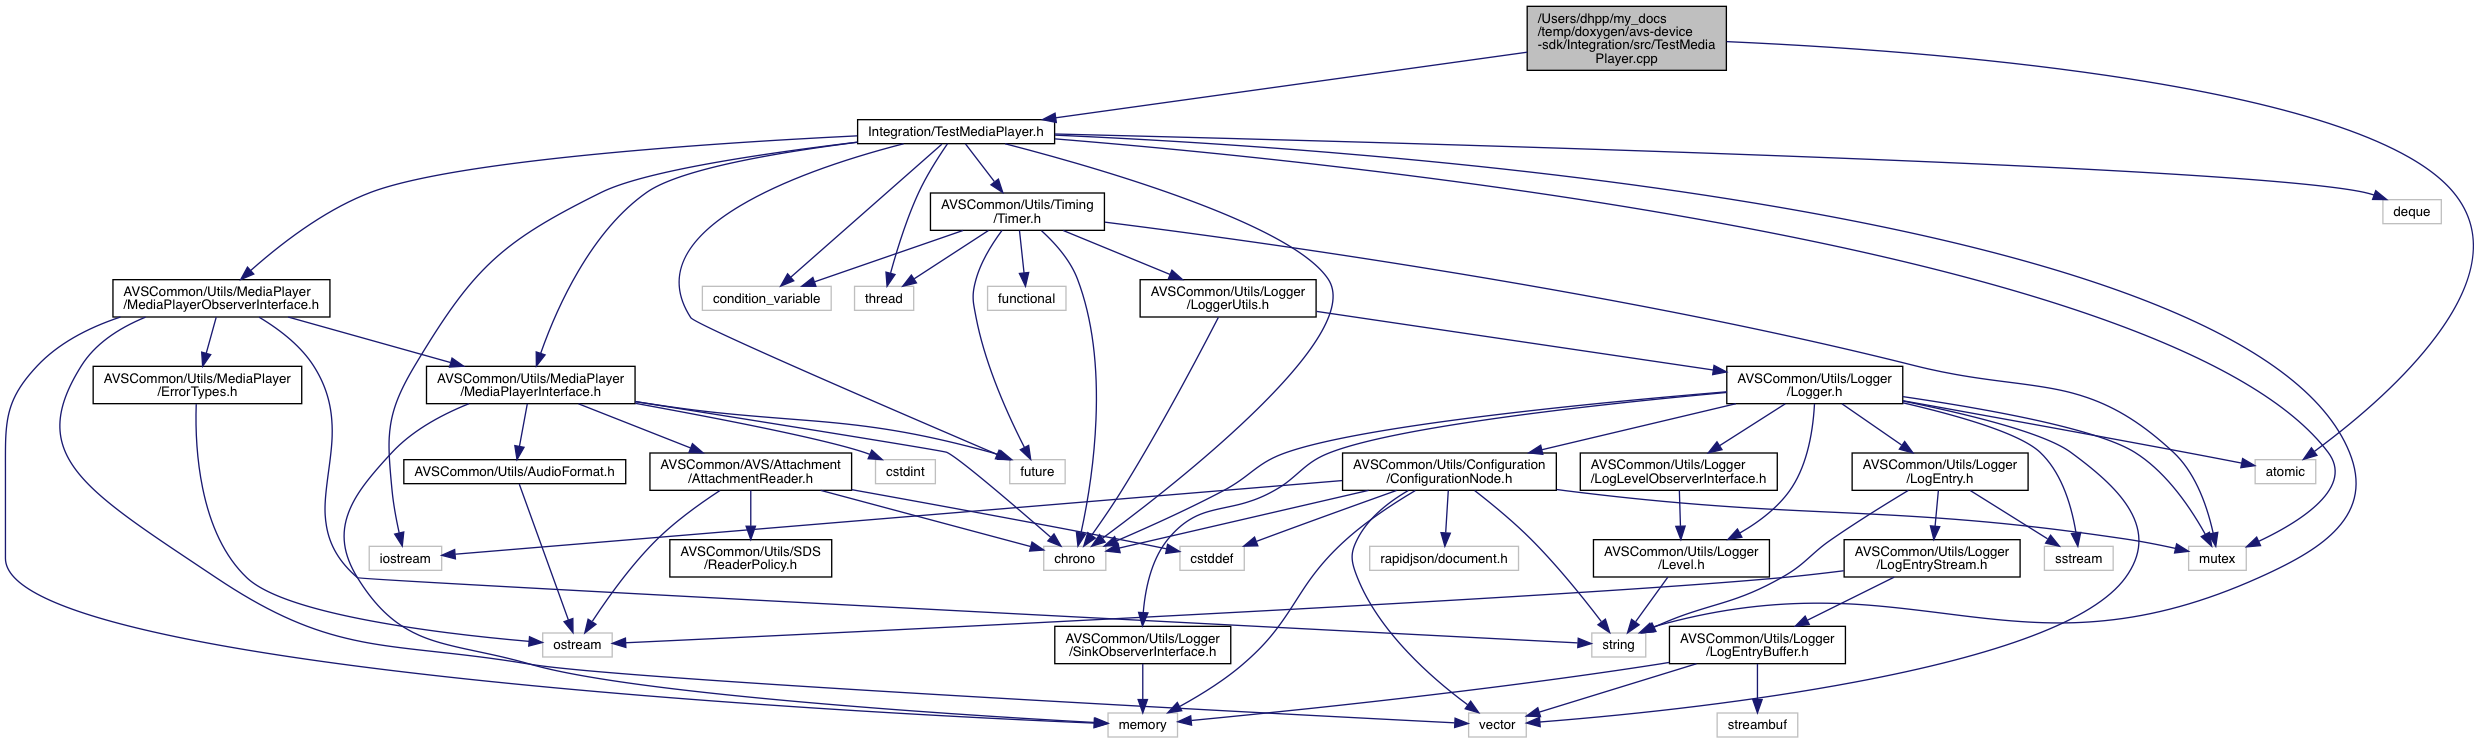 /Users/dhpp/my_docs
/temp/doxygen/avs-device
-sdk/Integration/src/TestMedia
Player.cpp
Integration/TestMediaPlayer.h
AVSCommon/Utils/Timing
/Timer.h
deque
AVSCommon/Utils/MediaPlayer
/MediaPlayerObserverInterface.h
condition_variable
thread
functional
AVSCommon/Utils/Logger
/LoggerUtils.h
AVSCommon/Utils/MediaPlayer
/ErrorTypes.h
AVSCommon/Utils/MediaPlayer
/MediaPlayerInterface.h
AVSCommon/Utils/Logger
/Logger.h
AVSCommon/Utils/AudioFormat.h
AVSCommon/AVS/Attachment
/AttachmentReader.h
cstdint
future
AVSCommon/Utils/Configuration
/ConfigurationNode.h
AVSCommon/Utils/Logger
/LogLevelObserverInterface.h
AVSCommon/Utils/Logger
/LogEntry.h
atomic
iostream
AVSCommon/Utils/SDS
/ReaderPolicy.h
chrono
cstddef
rapidjson/document.h
AVSCommon/Utils/Logger
/Level.h
AVSCommon/Utils/Logger
/LogEntryStream.h
sstream
mutex
ostream
AVSCommon/Utils/Logger
/SinkObserverInterface.h
string
AVSCommon/Utils/Logger
/LogEntryBuffer.h
memory
vector
streambuf